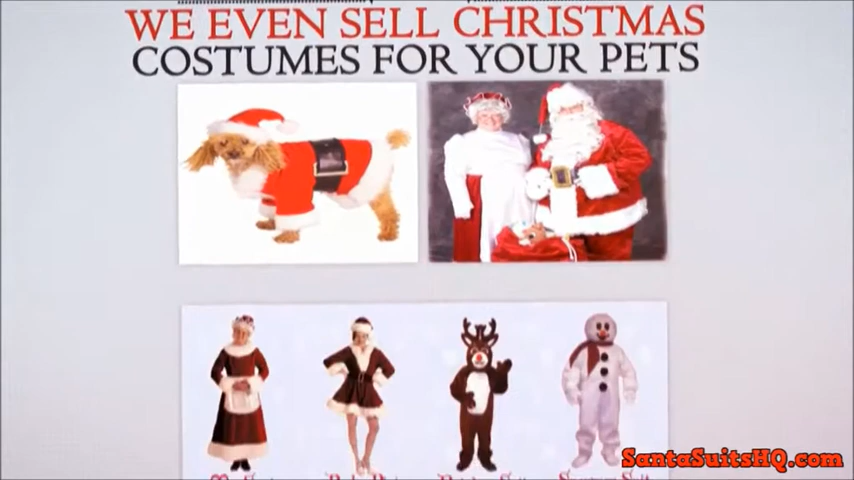 WE EVEN SELL CHRISTMAS
COSTUMES FOR YOUR PETS
SantaSuitsHQ.com